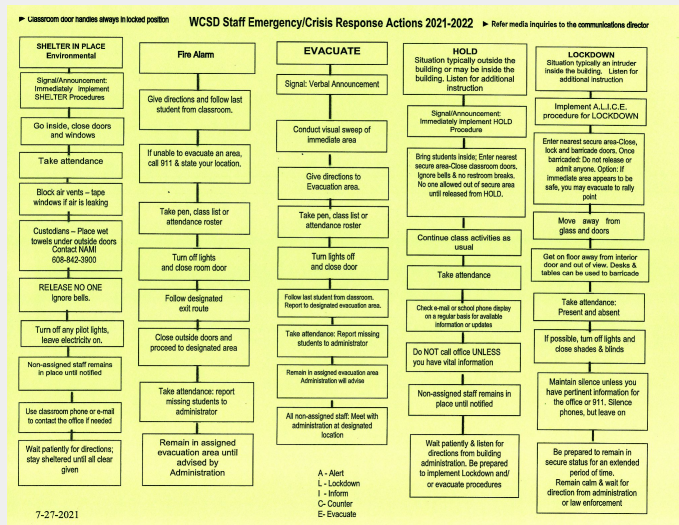 ► Classroom door handles always in locked position
WCSD Staff Emergency/Crisis Response Actions 2021-2022
► Refer media inquiries to the communications director
SHELTER IN PLACE
Environmental
Signal/Announcement:
Immediately implement
SHELTER Procedures
Go inside, close doors
and windows
Take attendance
Block air vents – tape
windows if air is leaking
Custodians – Place wet
towels under outside doors
Contact NAMI
608-842-3900
RELEASE NO ONE
Ignore bells.
Turn off any pilot lights,
leave electricity on.
Non-assigned staff remains
in place until notified
Use classroom phone or e-mail
to contact the office if needed
Wait patiently for directions;
stay sheltered until all clear
given
Fire Alarm
Give directions and follow last
student from classroom.
If unable to evacuate an area,
call 911 & state your location.
Take pen, class list or
attendance roster
Turn off lights
and close room door
Follow designated
exit route
Close outside doors and
proceed to designated area
Take attendance: report
missing students to
administrator
Remain in assigned
evacuation area until
advised by
Administration
EVACUATE
Signal: Verbal Announcement
Conduct visual sweep of
immediate area
Give directions to
Evacuation area.
Take pen, class list or
attendance roster
Turn lights off
and close door
Follow last student from classroom.
Report to designated evacuation area.
Take attendance: Report missing
students to administrator
Remain in assigned evacuation area
Administration will advise
All non-assigned staff: Meet with
administration at designated
location
A - Alert
L - Lockdown
I - Inform
C- Counter
E- Evacuate
HOLD
Situation typically outside the
building or may be inside the
building. Listen for additional
instruction
Signal/Announcement:
Immediately Implement HOLD
Procedure
Bring students inside; Enter nearest
secure area-Close classroom doors.
Ignore bells & no restroom breaks.
No one allowed out of secure area
until released from HOLD.
Continue class activities as
usual
Take attendance
Check e-mail or school phone display
on a regular basis for available
information or updates
Do NOT call office UNLESS
you have vital information
Non-assigned staff remains in
place until notified
Wait patiently & listen for
directions from building
administration. Be prepared
to implement Lockdown and/
or evacuate procedures
LOCKDOWN
Situation typically an intruder
inside the building. Listen for
additional instruction
Implement A.L.I.C.E.
procedure for LOCKDOWN
Enter nearest secure area-Close,
lock and barricade doors. Once
barricaded: Do not release or
admit anyone. Option: If
immediate area appears to be
safe, you may evacuate to rally
point
Move away from
glass and doors
Get on floor away from interior
door and out of view. Desks &
tables can be used to barricade
Take attendance:
Present and absent
If possible, turn off lights and
close shades & blinds
Maintain silence unless you
have pertinent information for
the office or 911. Silence
phones, but leave on
Be prepared to remain in
secure status for an extended
period of time.
Remain calm & wait for
direction from administration
or law enforcement
7-27-2021